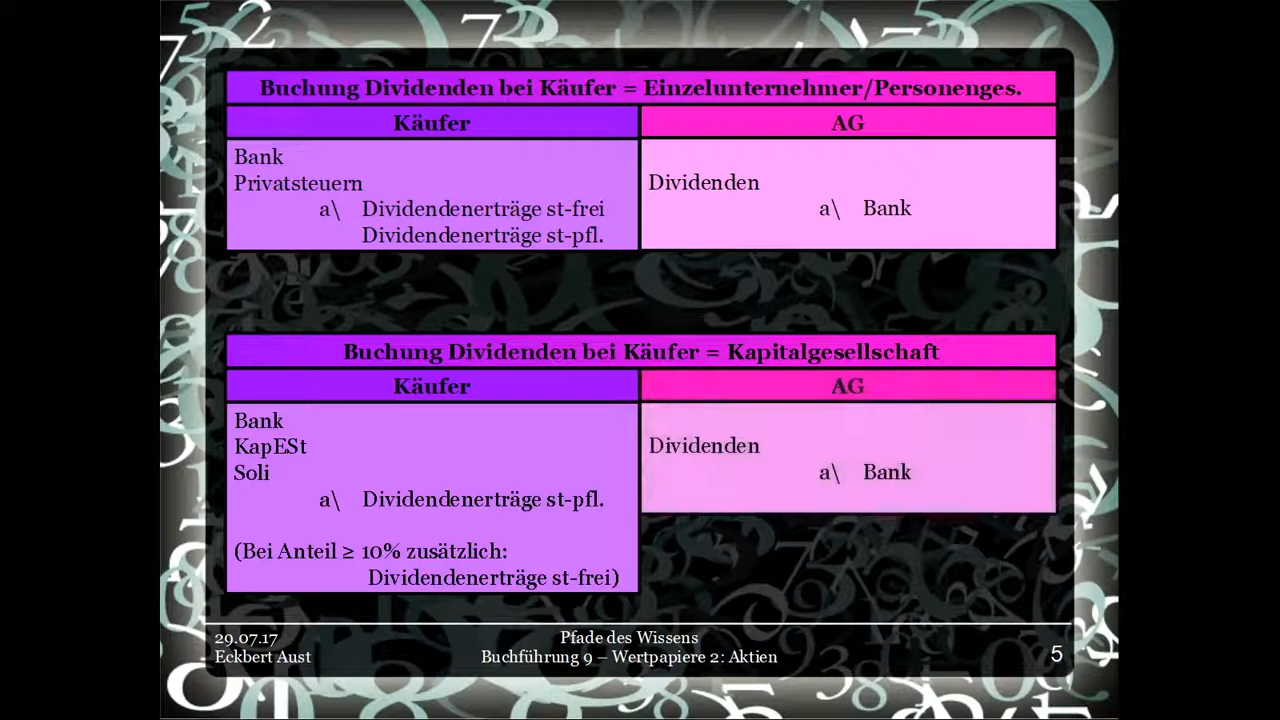 Buchung Dividenden bei Käufer = Einzelunternehmer/Personenges.
Käufer
AG
Bank
Privatsteuern
a\ Dividendenerträge st-frei
Dividendenerträge st-pfl.
Dividenden
a\ Bank
Buchung Dividenden bei Käufer = Kapitalgesellschaft
Käufer
AG
Bank
KapESt
Soli
a\ Dividendenerträge st-pfl.
(Bei Anteil ≥ 10% zusätzlich:
Dividendenerträge st-frei)
Dividenden
a\ Bank
29.07.17
Eckbert Aust
Pfade des Wissens
Buchführung 9 – Wertpapiere 2: Aktien
5